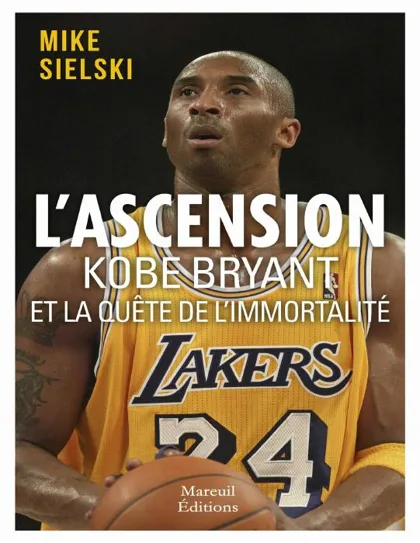 MIKE
SIELSKI
L'ASCENSION
KOBE BRYANT
ET LA QUÊTE DE L'IMMORTALITÉ
LAKERS
24
Mareuil
Éditions